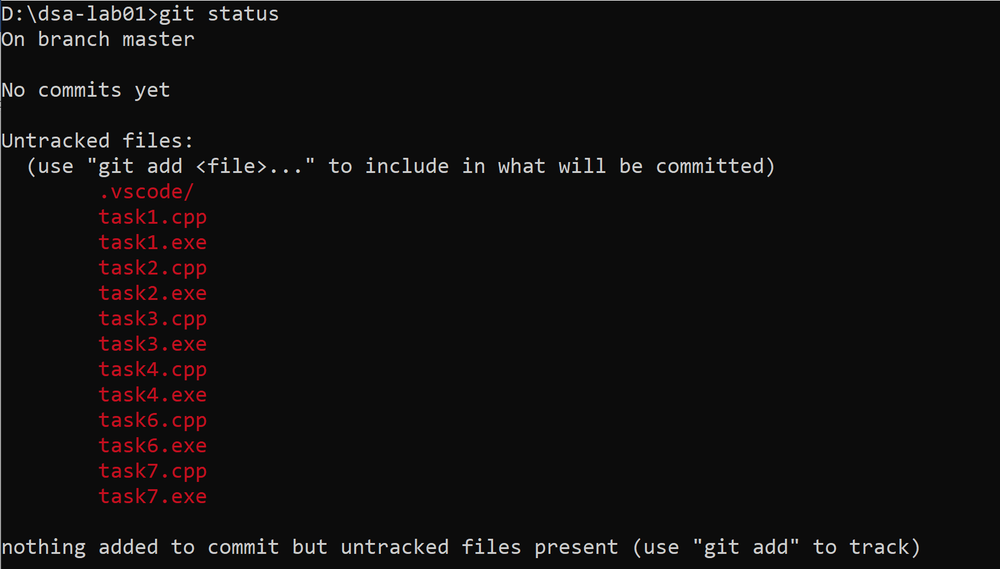 D:\dsa-lab01>git status
On branch master
No commits yet
Untracked files:
  (use "git add <file>..." to include in what will be committed)
        .vscode/
        task1.cpp
        task1.exe
        task2.cpp
        task2.exe
        task3.cpp
        task3.exe
        task4.cpp
        task4.exe
        task6.cpp
        task6.exe
        task7.cpp
        task7.exe
nothing added to commit but untracked files present (use "git add" to track)